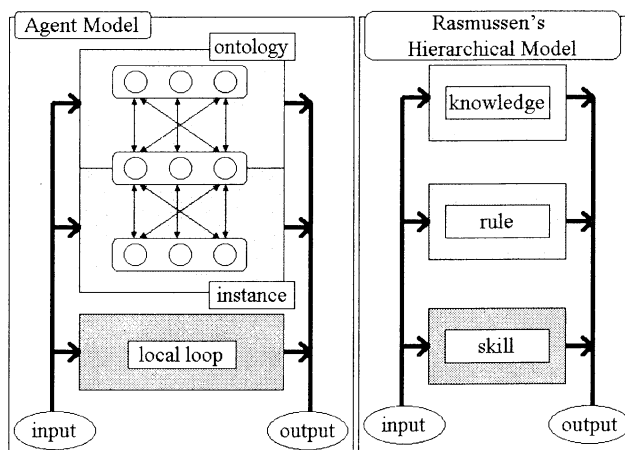 Agent Model
ontology
instance
local loop
input
output
Rasmussen's
Hierarchical Model
knowledge
rule
skill
input
output